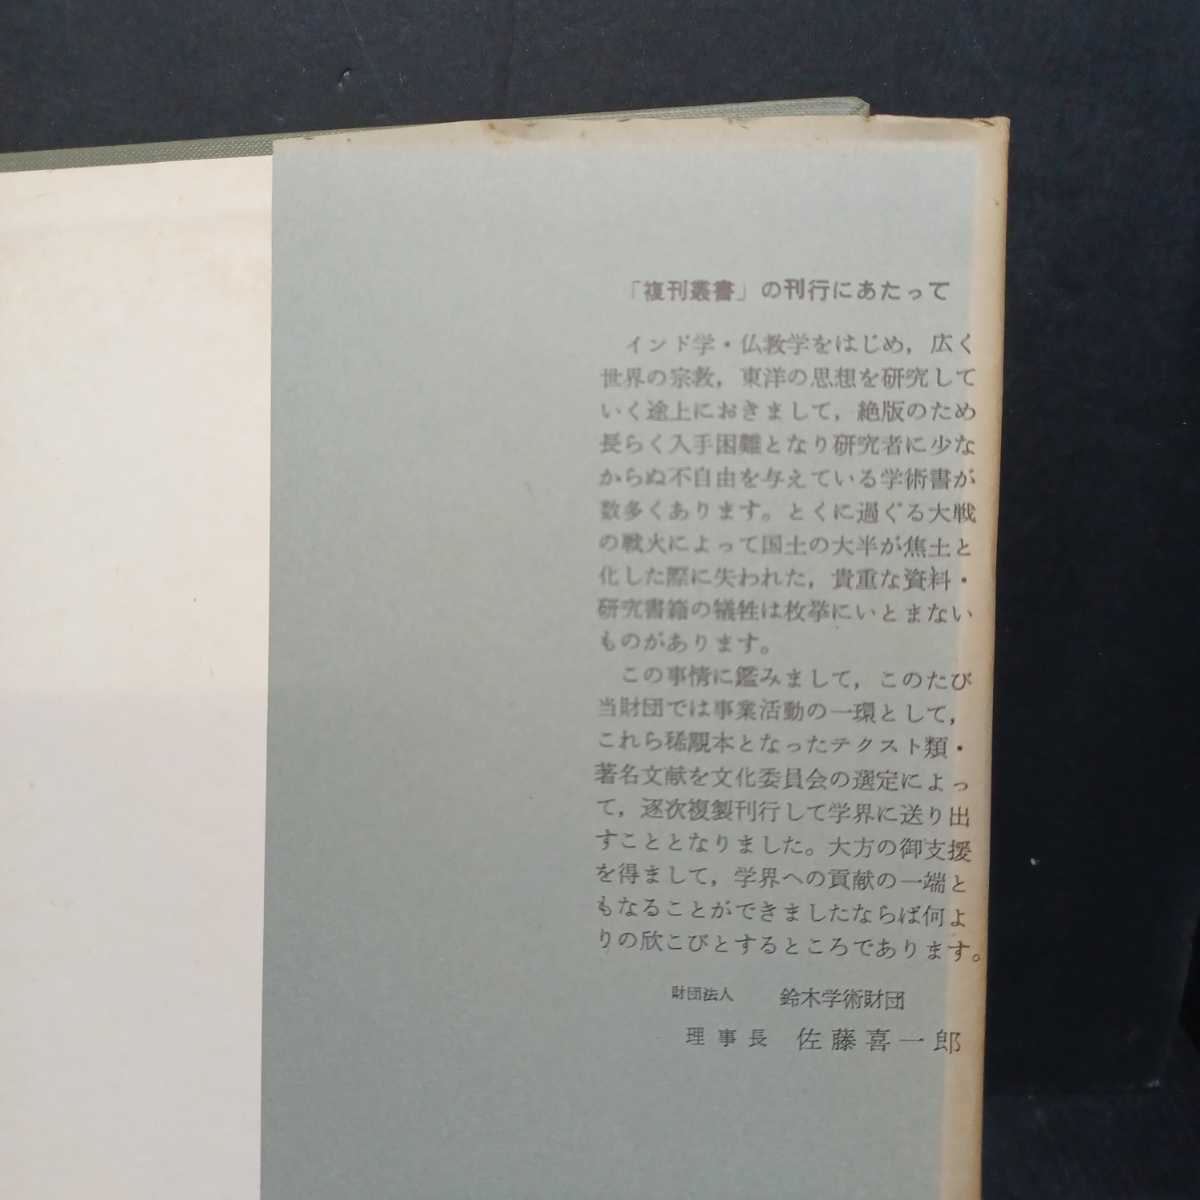 「複刊叢書」の刊行にあたって
インド学・仏教学をはじめ，広く
世界の宗教，東洋の思想を研究して
いく途上におきまして，絶版のため
長らく入手困難となり研究者に少な
からぬ不自由を与えている学術書が
数多くあります。とくに過ぐる大戦
の戦火によって国土の大半が焦土と
化した際に失われた，貴重な資料・
研究書籍の犠牲は枚挙にいとまない
ものがあります。
この事情に鑑みまして，このたび
当財団では事業活動の一環として，
これら稀覯本となったテクスト類・
著名文献を文化委員会の選定によっ
て，逐次複製刊行して学界に送り出
すこととなりました。大方の御支援
を得まして，学界への貢献の一端と
もなることができましたならば何よ
りの欣こびとするところであります。
財団法人 鈴木学術財団
理事長 佐藤喜一郎